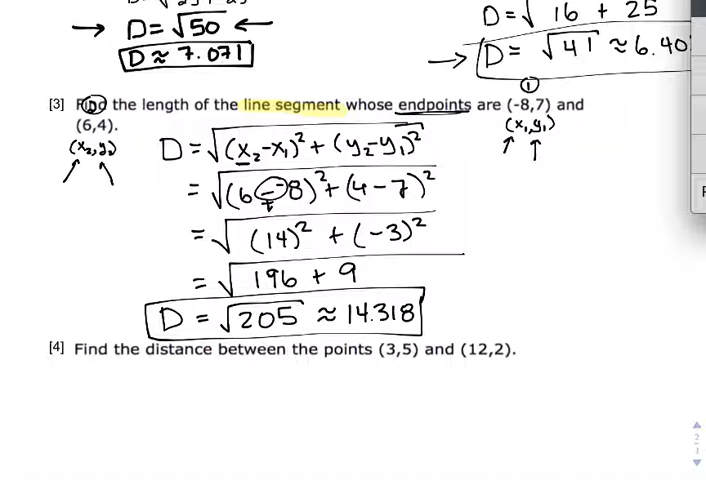 D = √50
D ≈ 7.071
D = √16 + 25
D = √41 ≈ 6.40
①
[3] Find the length of the line segment whose endpoints are (-8,7) and
(6,4).
(x₁,y₁)
(x₂,y₂)
D = √(x₂-x₁)² + (y₂-y₁)²
= √(6--8)² + (4-7)²
+
= √(14)² + (-3)²
= √196 + 9
D = √205 ≈ 14.318
[4] Find the distance between the points (3,5) and (12,2).
2
3